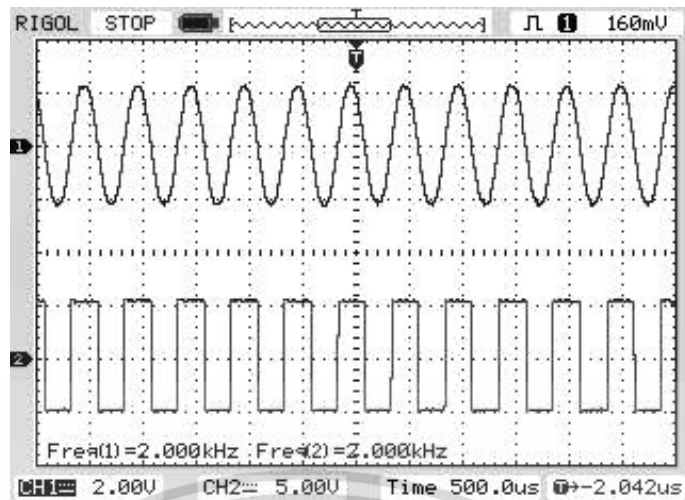 RIGOL STOP T 1 160mV
T
1
2
Freq(1)=2.000kHz Freq(2)=2.000kHz
CH1 2.00V CH2 5.00V Time 500.0us T→-2.042us